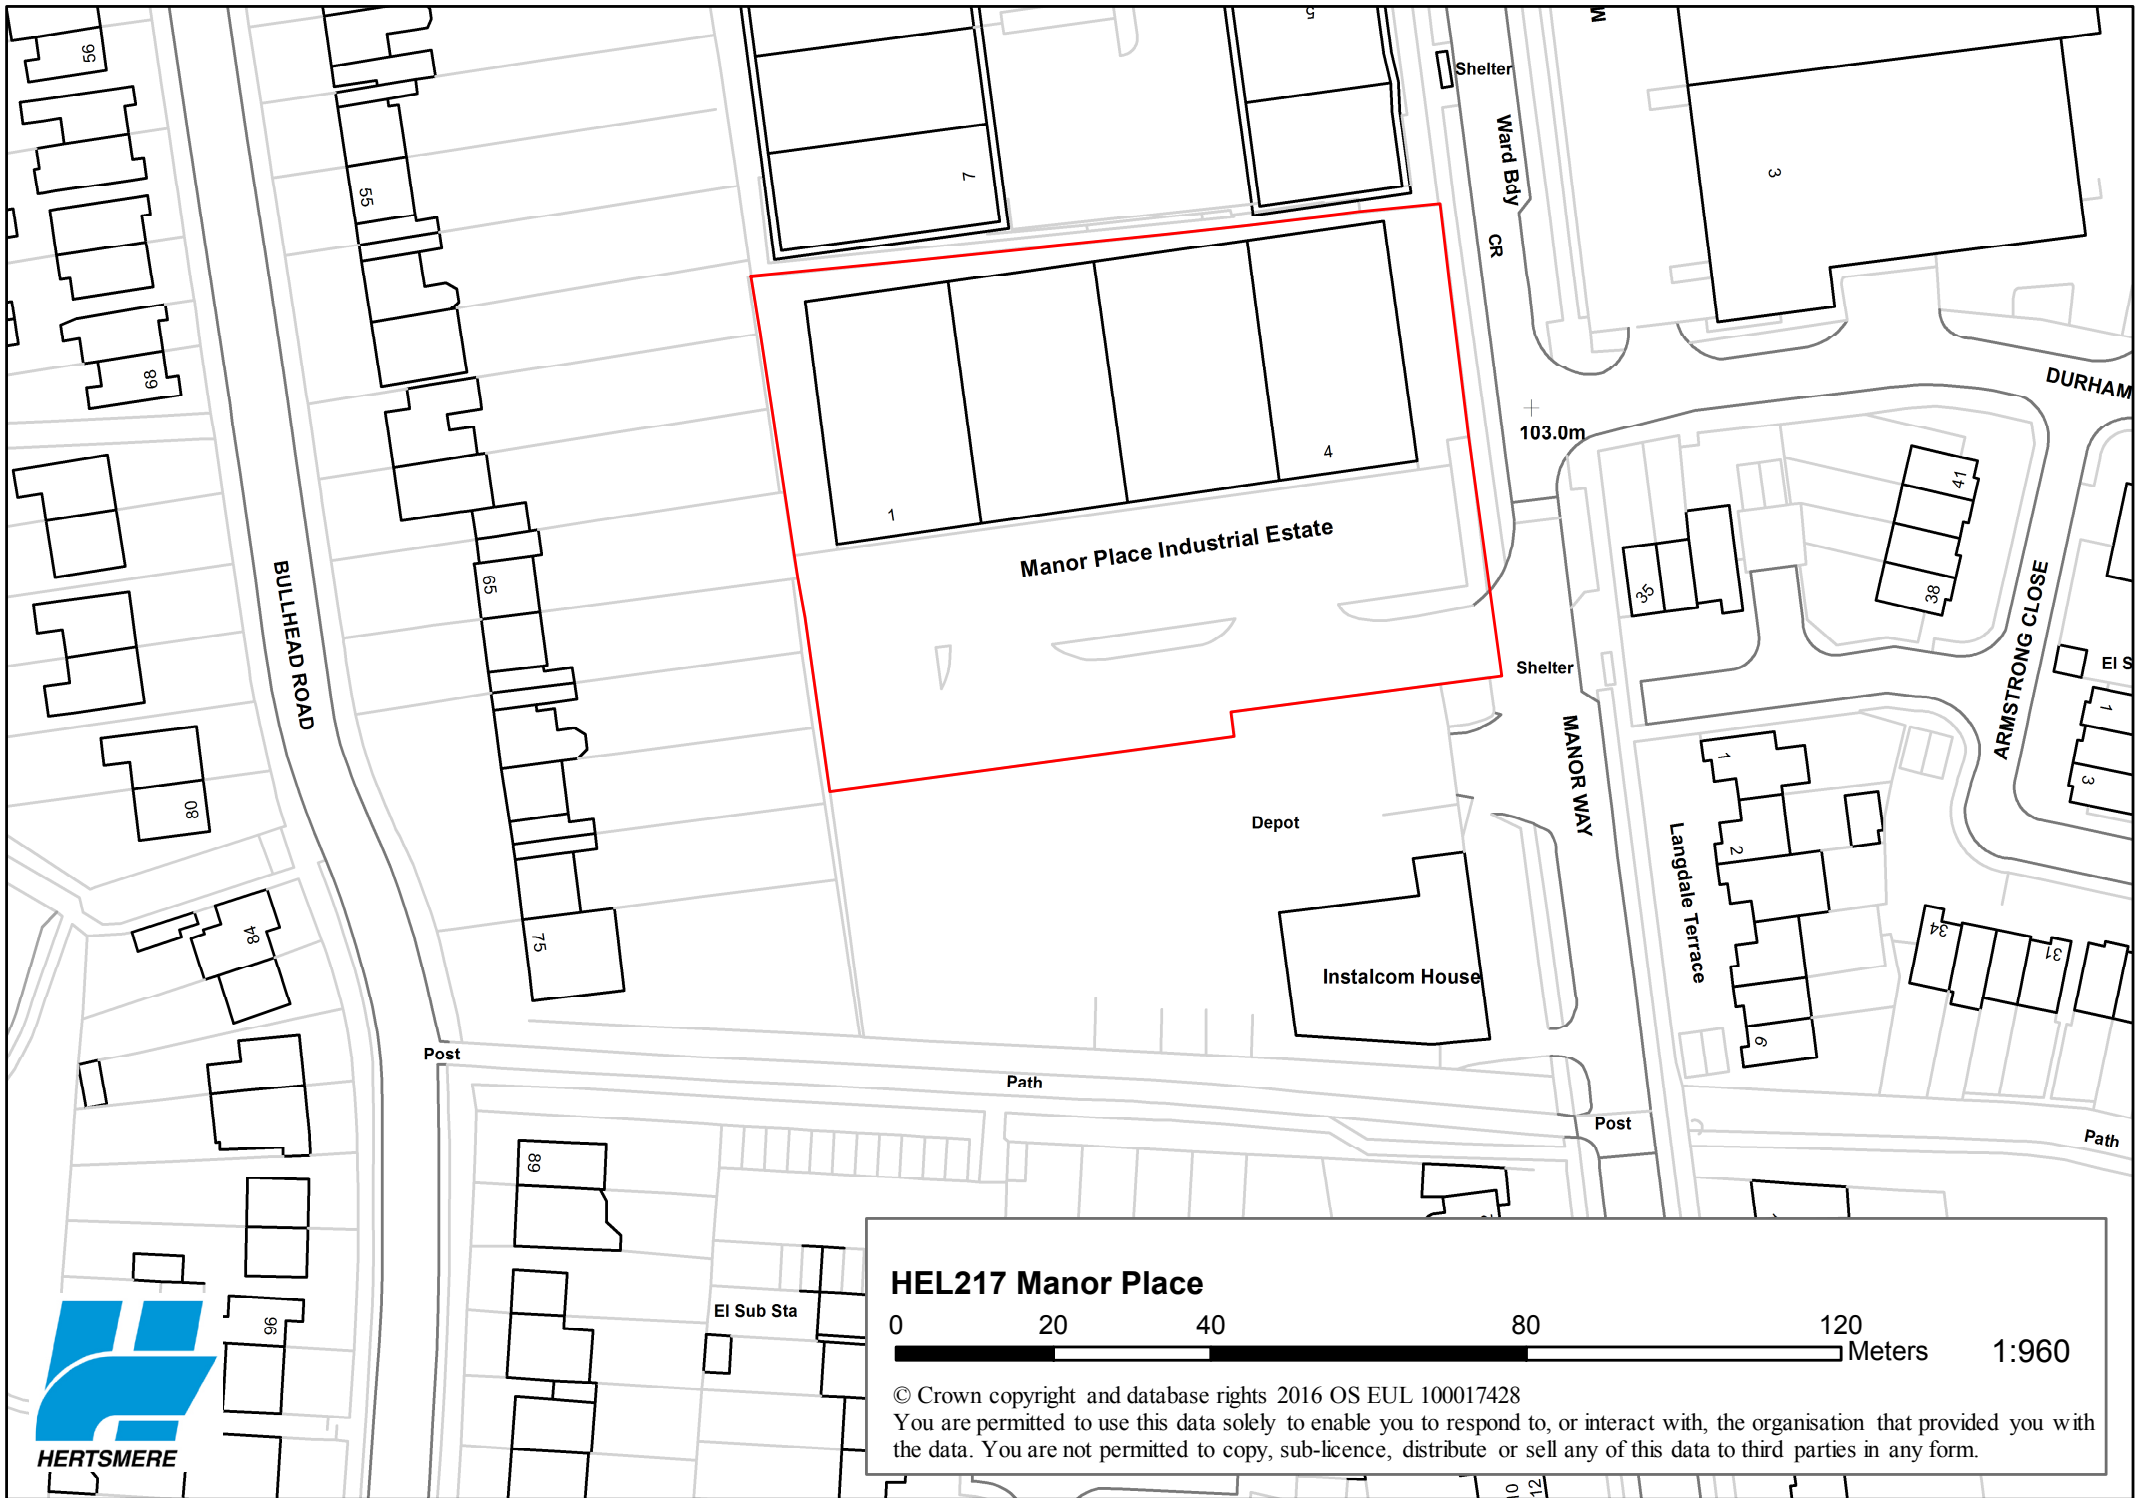 56
55
68
65
80
75
84
89
96
BULLHEAD ROAD
7
5
3
Shelter
Ward Bdy
CR
103.0m
DURHAM
1
4
Manor Place Industrial Estate
35
41
38
ARMSTRONG CLOSE
El S
1
3
Shelter
MANOR WAY
Depot
Instalcom House
Langdale Terrace
1
2
6
34
31
Post
Path
Post
Path
El Sub Sta
10
12
HERTSMERE
HEL217 Manor Place
0 20 40 80 120
Meters 1:960
© Crown copyright and database rights 2016 OS EUL 100017428
You are permitted to use this data solely to enable you to respond to, or interact with, the organisation that provided you with
the data. You are not permitted to copy, sub-licence, distribute or sell any of this data to third parties in any form.